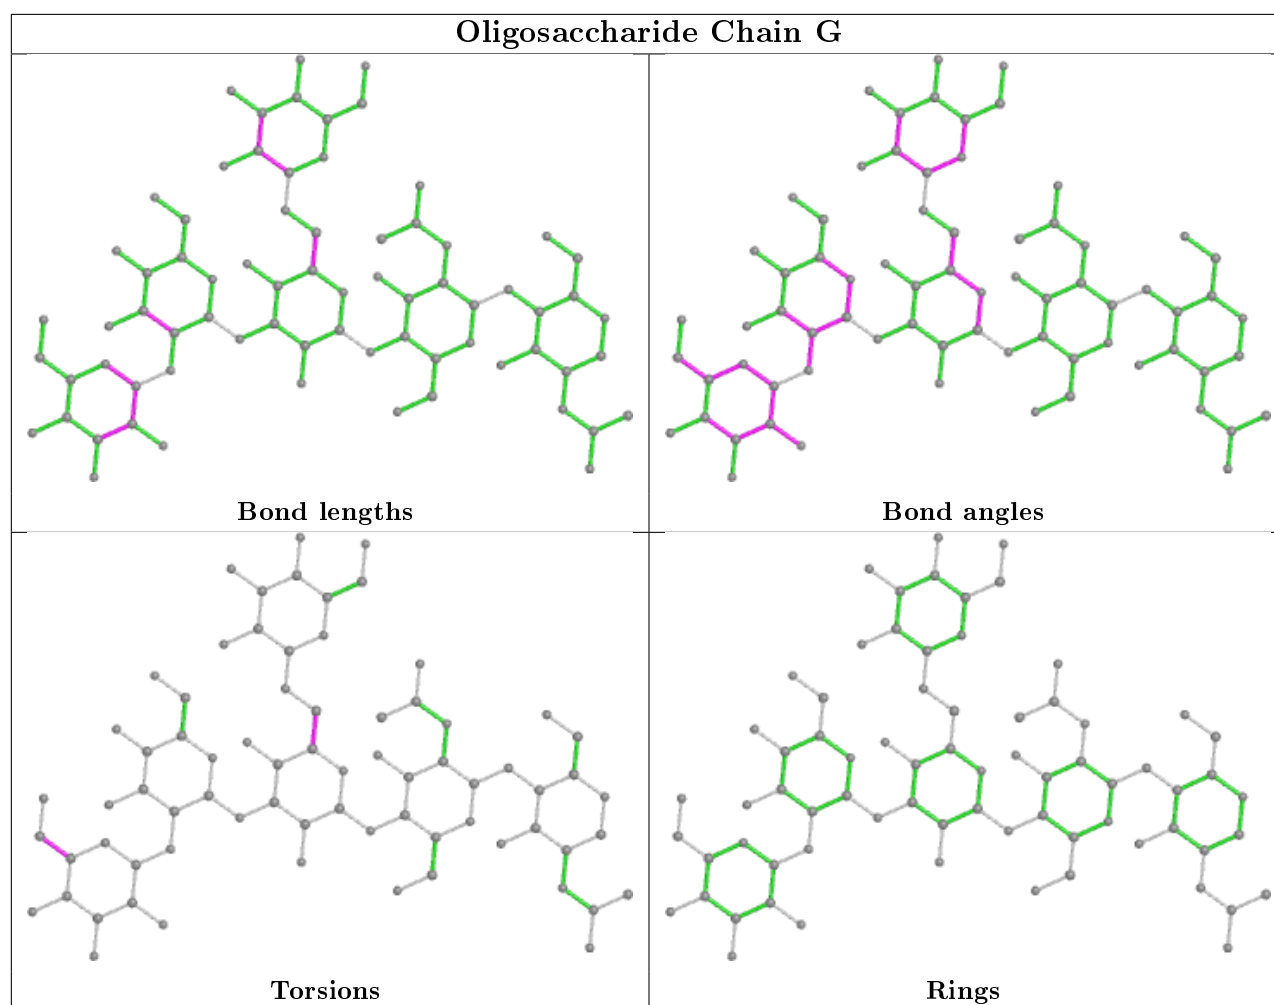 Oligosaccharide Chain G
Bond lengths
Bond angles
Torsions
Rings